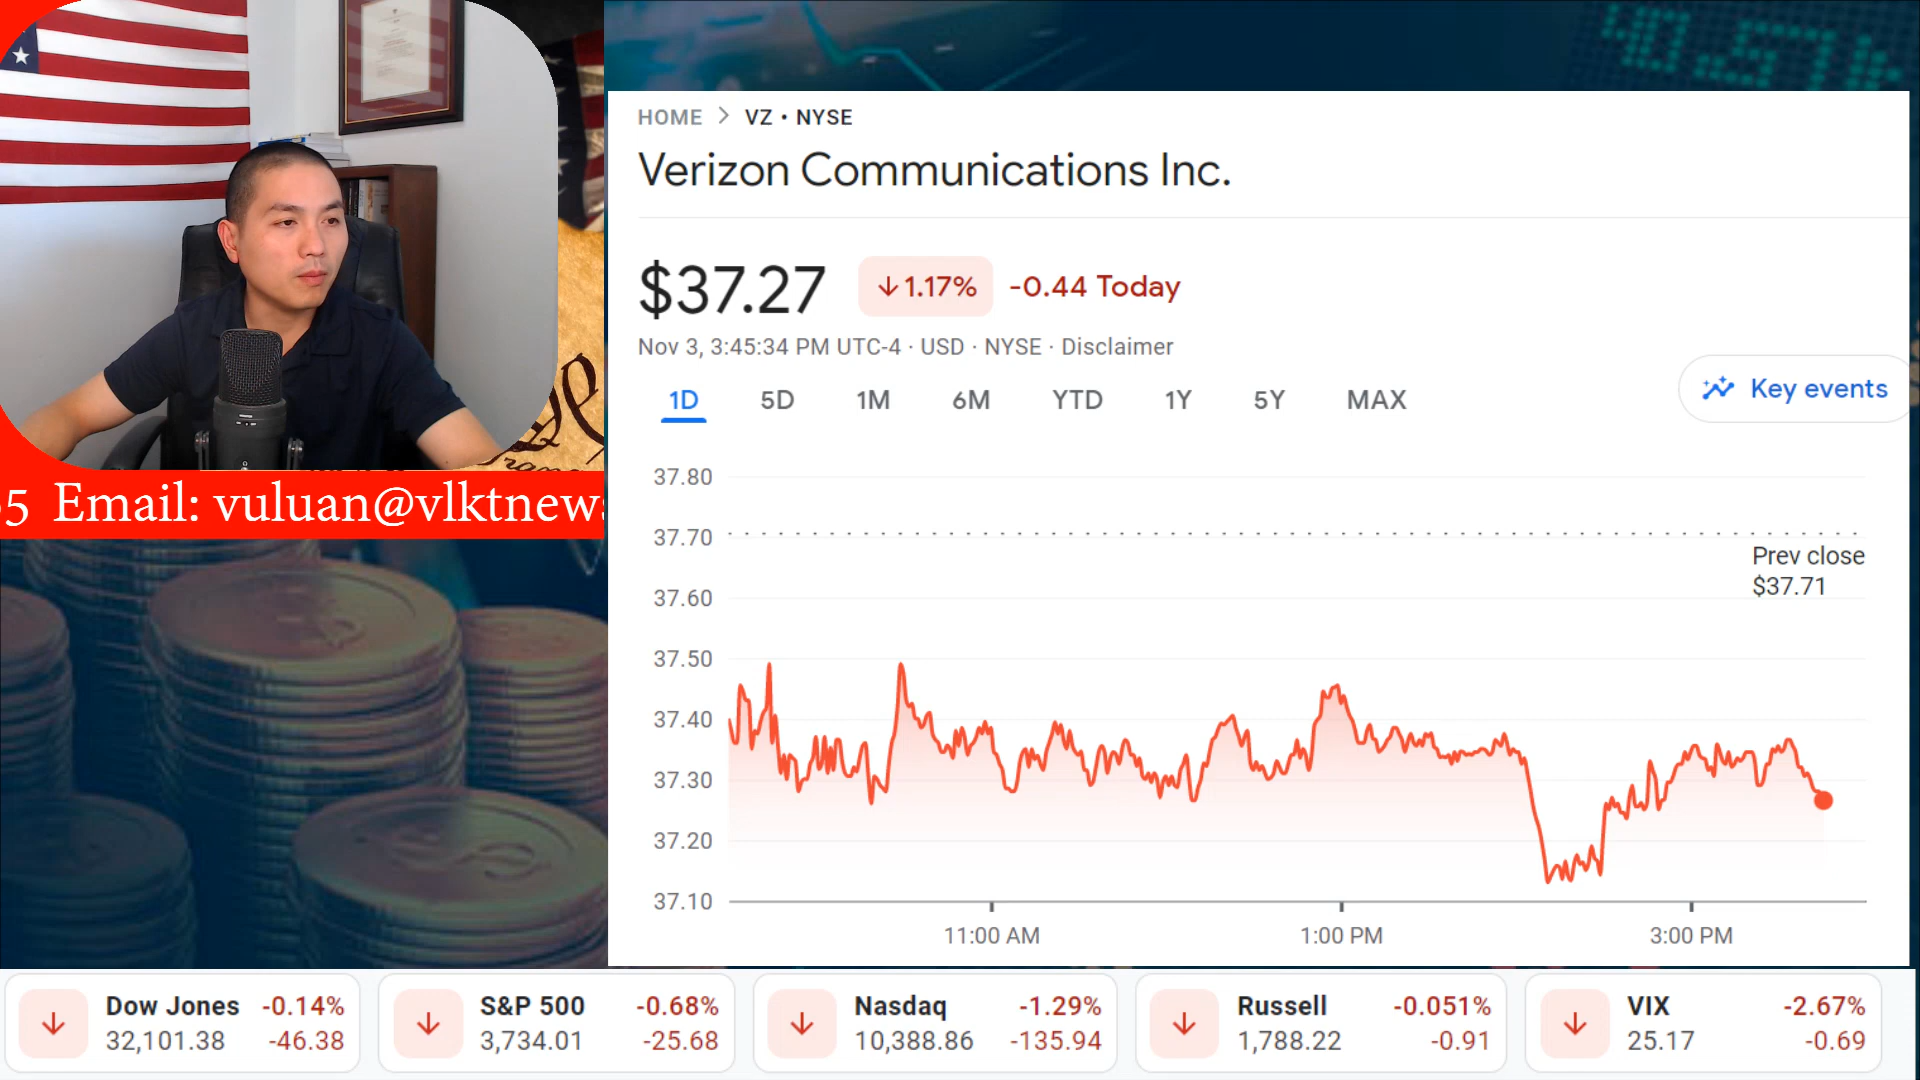 HOME > VZ • NYSE
Verizon Communications Inc.
$37.27 ↓1.17% -0.44 Today
Nov 3, 3:45:34 PM UTC-4 · USD · NYSE · Disclaimer
1D 5D 1M 6M YTD 1Y 5Y MAX
Key events
37.80
37.70
37.60
37.50
37.40
37.30
37.20
37.10
Prev close
$37.71
11:00 AM 1:00 PM 3:00 PM
5 Email: vuluan@vlktnews
Dow Jones -0.14%
32,101.38 -46.38
S&P 500 -0.68%
3,734.01 -25.68
Nasdaq -1.29%
10,388.86 -135.94
Russell -0.051%
1,788.22 -0.91
VIX -2.67%
25.17 -0.69